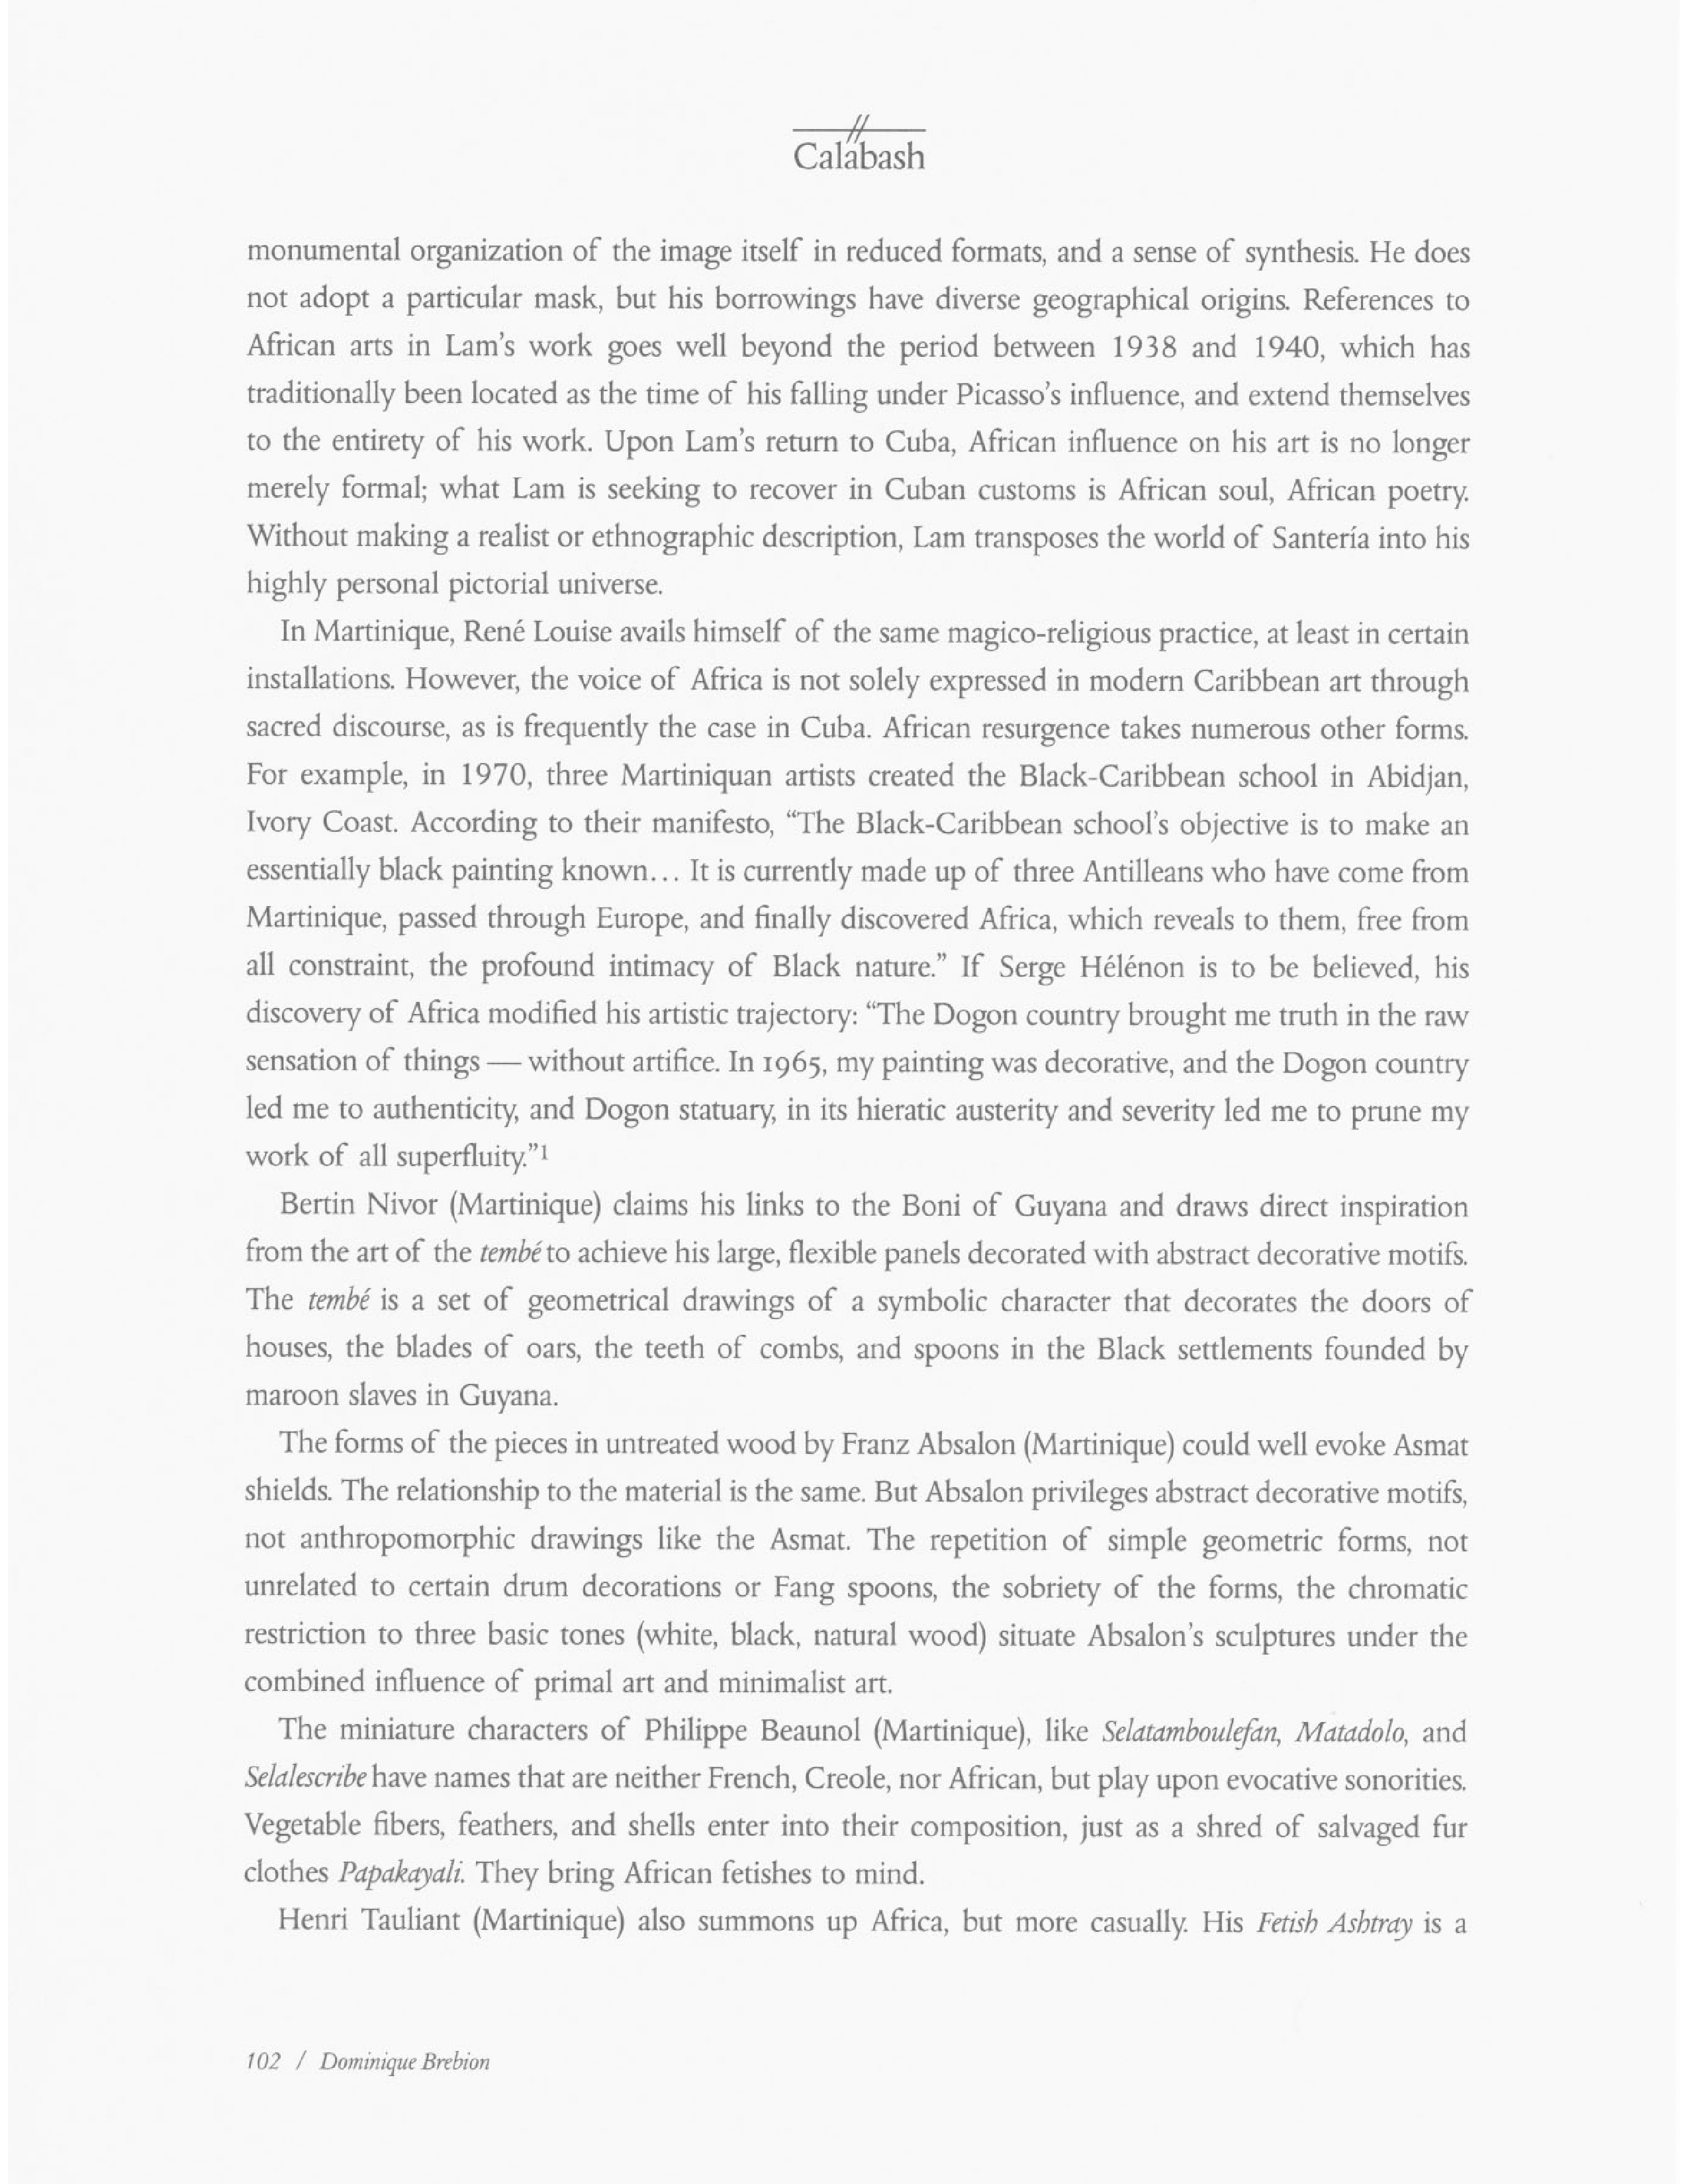 Calabash
monumental organization of the image itself in reduced formats, and a sense of synthesis. He does
not adopt a particular mask, but his borrowings have diverse geographical origins. References to
African arts in Lam's work goes well beyond the period between 1938 and 1940, which has
traditionally been located as the time of his falling under Picasso's influence, and extend themselves
to the entirety of his work. Upon Lam's return to Cuba, African influence on his art is no longer
merely formal; what Lam is seeking to recover in Cuban customs is African soul, African poetry.
Without making a realist or ethnographic description, Lam transposes the world of Santería into his
highly personal pictorial universe.
In Martinique, René Louise avails himself of the same magico-religious practice, at least in certain
installations. However, the voice of Africa is not solely expressed in modern Caribbean art through
sacred discourse, as is frequently the case in Cuba. African resurgence takes numerous other forms.
For example, in 1970, three Martiniquan artists created the Black-Caribbean school in Abidjan,
Ivory Coast. According to their manifesto, “The Black-Caribbean school's objective is to make an
essentially black painting known… It is currently made up of three Antilleans who have come from
Martinique, passed through Europe, and finally discovered Africa, which reveals to them, free from
all constraint, the profound intimacy of Black nature.” If Serge Hélénon is to be believed, his
discovery of Africa modified his artistic trajectory: “The Dogon country brought me truth in the raw
sensation of things — without artifice. In 1965, my painting was decorative, and the Dogon country
led me to authenticity, and Dogon statuary, in its hieratic austerity and severity led me to prune my
work of all superfluity.”¹
Bertin Nivor (Martinique) claims his links to the Boni of Guyana and draws direct inspiration
from the art of the tembé to achieve his large, flexible panels decorated with abstract decorative motifs.
The tembé is a set of geometrical drawings of a symbolic character that decorates the doors of
houses, the blades of oars, the teeth of combs, and spoons in the Black settlements founded by
maroon slaves in Guyana.
The forms of the pieces in untreated wood by Franz Absalon (Martinique) could well evoke Asmat
shields. The relationship to the material is the same. But Absalon privileges abstract decorative motifs,
not anthropomorphic drawings like the Asmat. The repetition of simple geometric forms, not
unrelated to certain drum decorations or Fang spoons, the sobriety of the forms, the chromatic
restriction to three basic tones (white, black, natural wood) situate Absalon's sculptures under the
combined influence of primal art and minimalist art.
The miniature characters of Philippe Beaunol (Martinique), like Selatamboulefan, Matadolo, and
Selalescribe have names that are neither French, Creole, nor African, but play upon evocative sonorities.
Vegetable fibers, feathers, and shells enter into their composition, just as a shred of salvaged fur
clothes Papakayali. They bring African fetishes to mind.
Henri Tauliant (Martinique) also summons up Africa, but more casually. His Fetish Ashtray is a
102 / Dominique Brebion